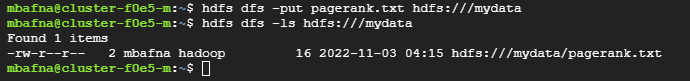 mbafna@cluster-f0e5-m:~$ hdfs dfs -put pagerank.txt hdfs:///mydata
mbafna@cluster-f0e5-m:~$ hdfs dfs -ls hdfs:///mydata
Found 1 items
-rw-r--r--   2 mbafna hadoop         16 2022-11-03 04:15 hdfs:///mydata/pagerank.txt
mbafna@cluster-f0e5-m:~$